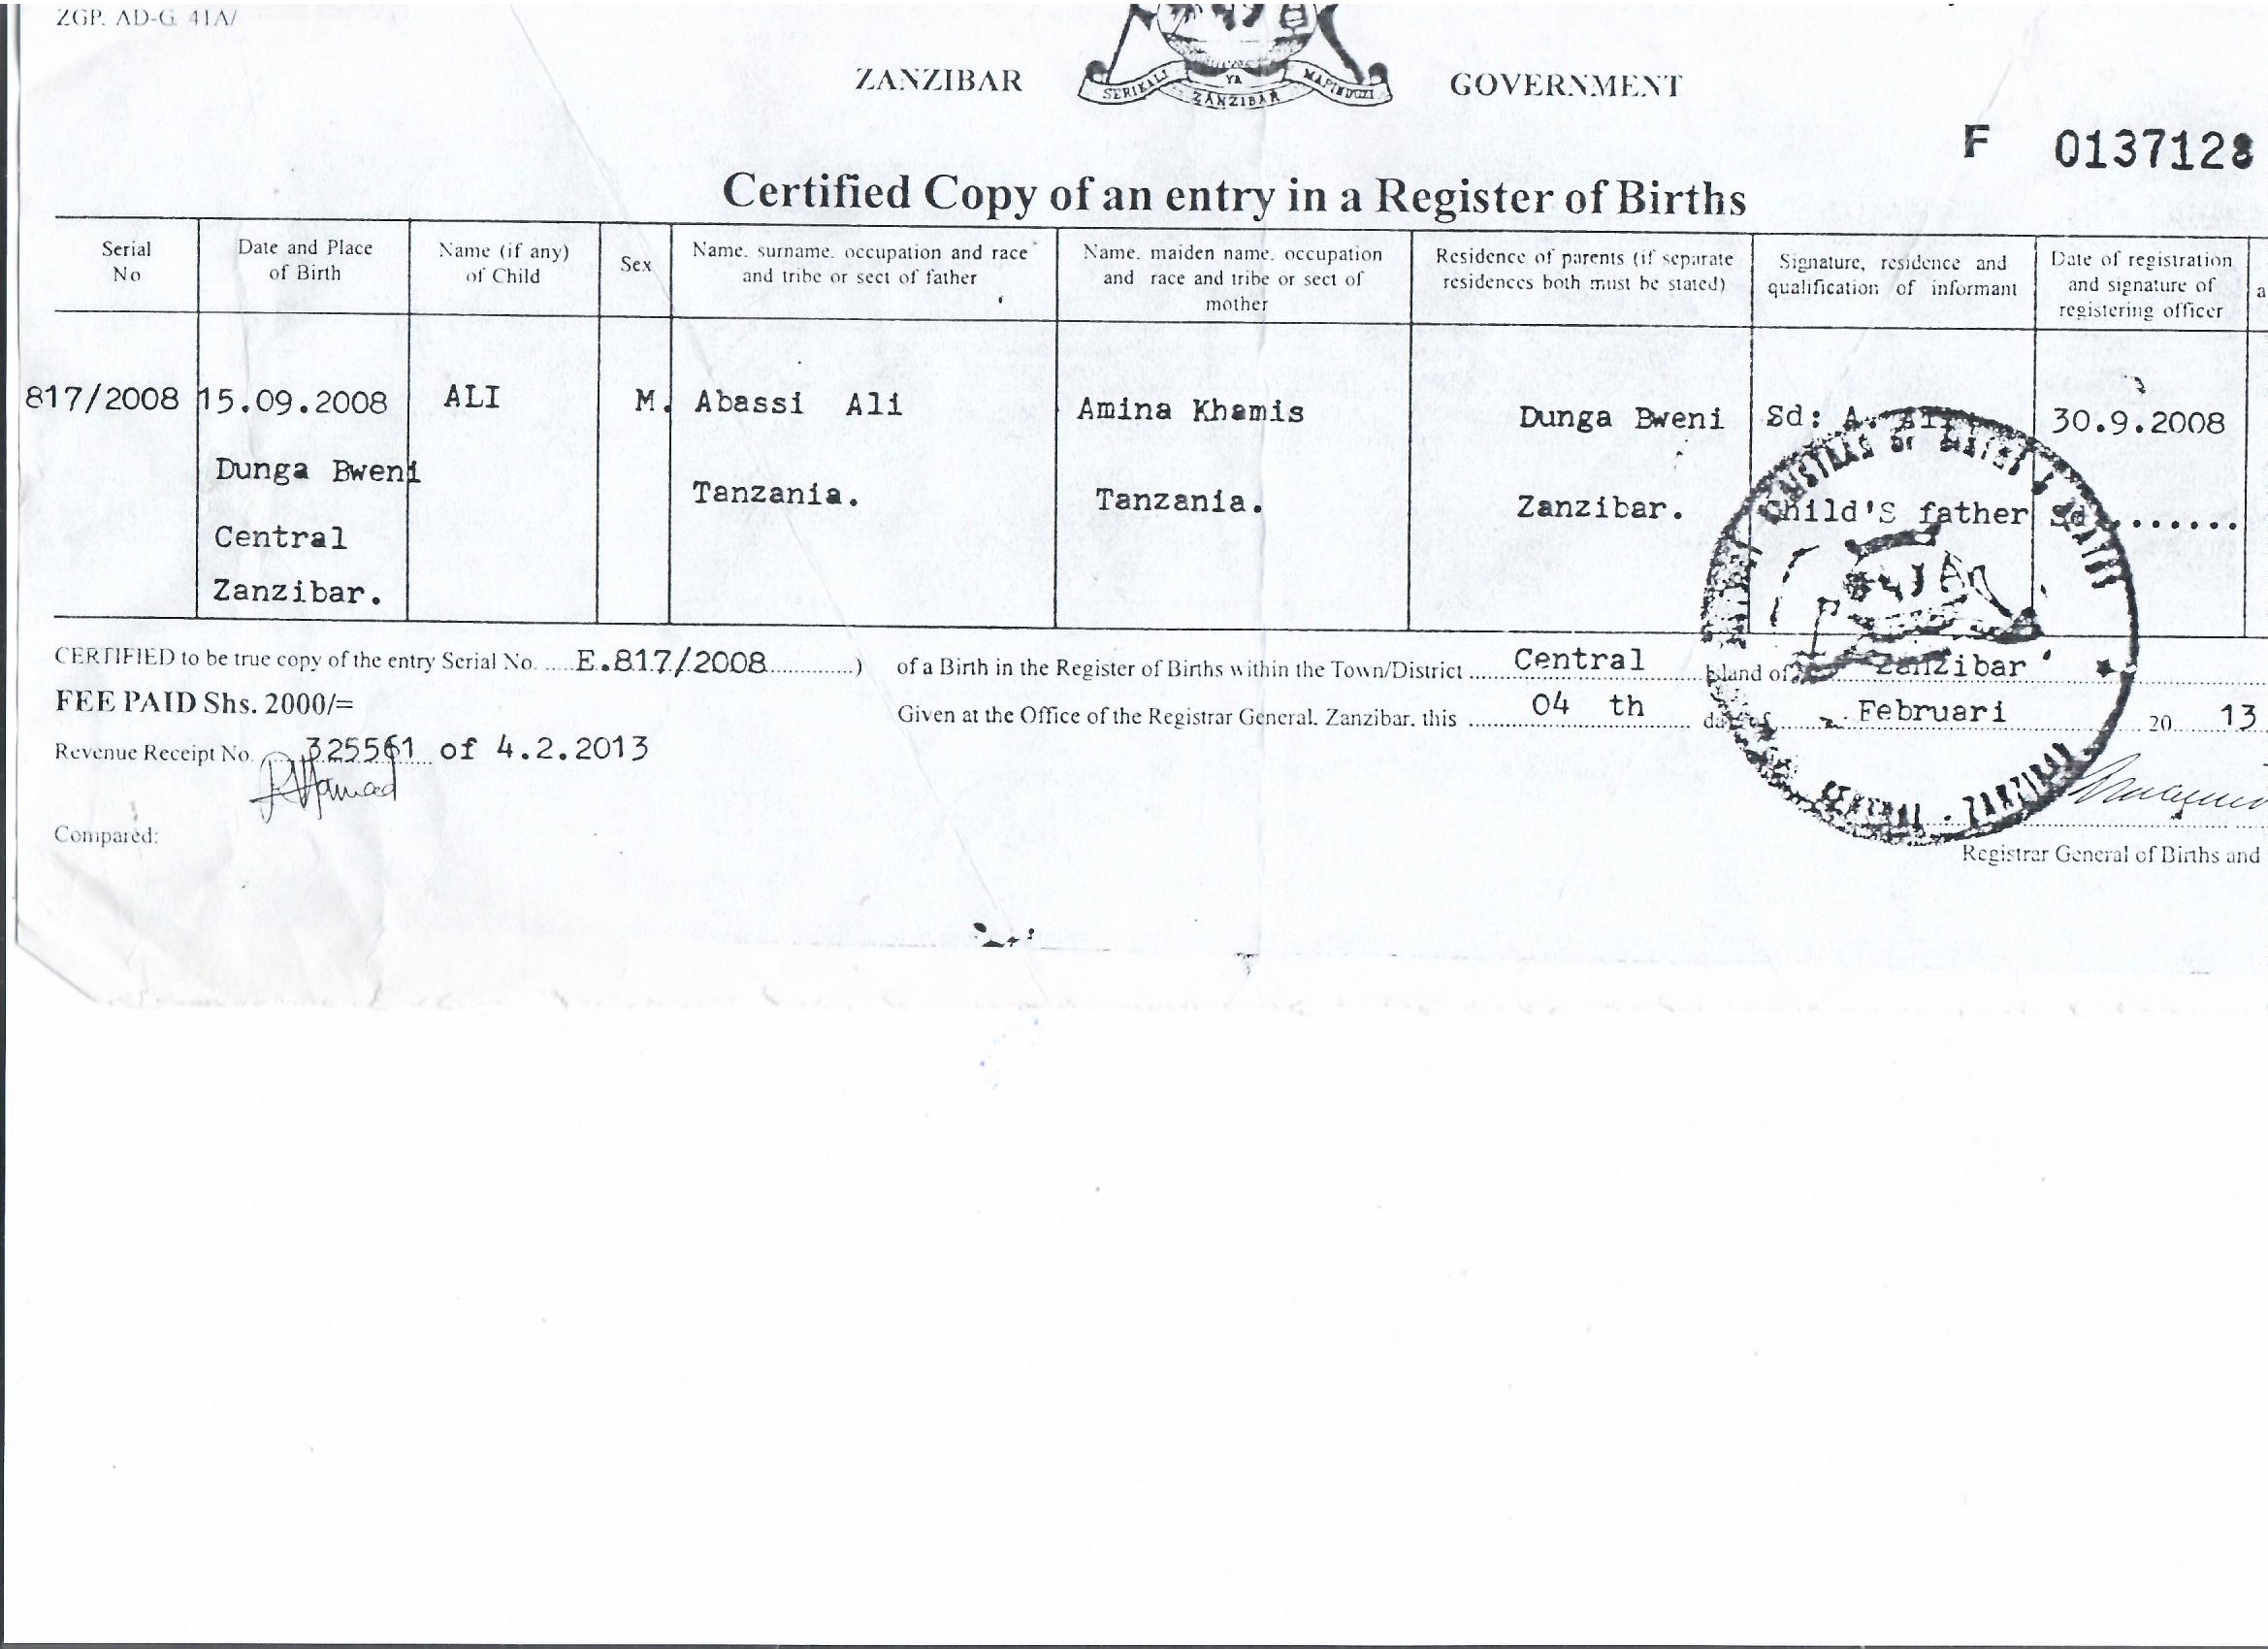 ZGP. AD-G. 41A/
ZANZIBAR GOVERNMENT
SERIKALI YA MAPINDUZI
ZANZIBAR
F 0137128
Certified Copy of an entry in a Register of Births
Serial No
Date and Place of Birth
Name (if any) of Child
Sex
Name. surname. occupation and race and tribe or sect of father
Name. maiden name. occupation and race and tribe or sect of mother
Residence of parents (if separate residences both must be stated)
Signature, residence and qualification of informant
Date of registration and signature of registering officer
817/2008
15.09.2008
Dunga Bweni
Central
Zanzibar.
ALI
M.
Abassi Ali
Tanzania.
Amina Khamis
Tanzania.
Dunga Bweni
Zanzibar.
Sd: A. Ali
Child'S father
30.9.2008
Sd.......
CERTIFIED to be true copy of the entry Serial No. E.817/2008 ) of a Birth in the Register of Births within the Town/District Central Island of Zanzibar
FEE PAID Shs. 2000/=
Given at the Office of the Registrar General. Zanzibar. this 04 th day of Februari 20 13
Revenue Receipt No. 325561 of 4.2.2013
Compared:
CENTRAL - ZANZIBAR
Registrar General of Births and